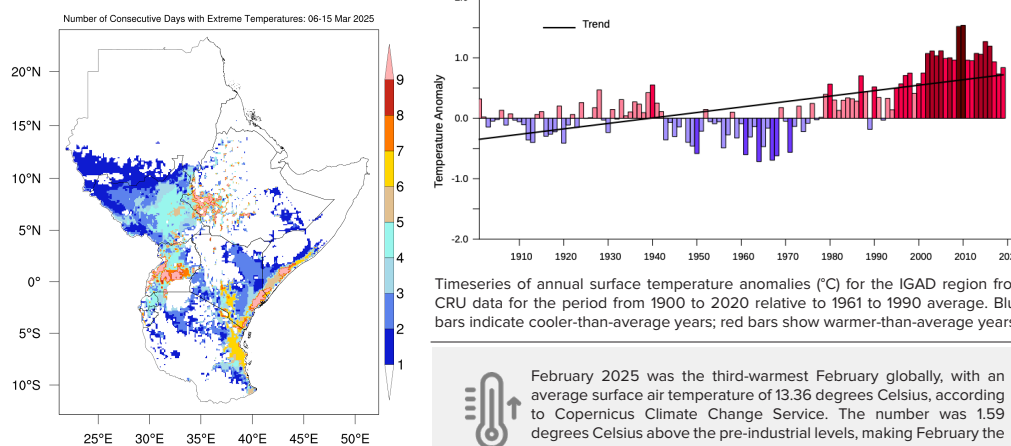 Number of Consecutive Days with Extreme Temperatures: 06-15 Mar 2025
20°N
15°N
10°N
5°N
0°
5°S
10°S
25°E 30°E 35°E 40°E 45°E 50°E
9
8
7
6
5
4
3
2
1
Trend
Temperature Anomaly
1.0
0.0
-1.0
-2.0
1910 1920 1930 1940 1950 1960 1970 1980 1990 2000 2010
Timeseries of annual surface temperature anomalies (°C) for the IGAD region
CRU data for the period from 1900 to 2020 relative to 1961 to 1990 average.
bars indicate cooler-than-average years; red bars show warmer-than-average years
February 2025 was the third-warmest February globally, with an
average surface air temperature of 13.36 degrees Celsius, according
to Copernicus Climate Change Service. The number was 1.59
degrees Celsius above the pre-industrial levels, making February the